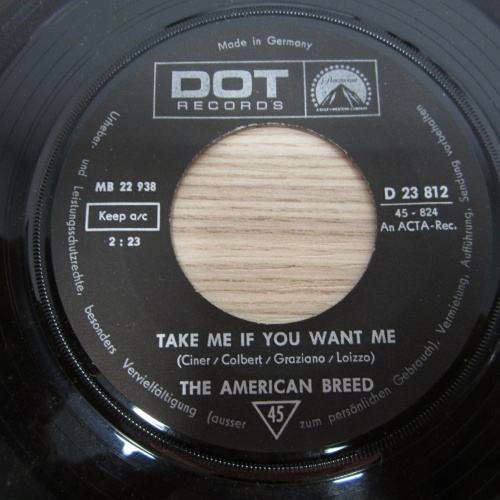 Made in Germany
DOT
RECORDS
Paramount
MB 22 938
Keep a/c
2 : 23
D 23 812
45 - 824
An ACTA-Rec.
TAKE ME IF YOU WANT ME
(Ciner / Colbert / Graziano / Loizzo)
THE AMERICAN BREED
45
Urheber- und Leistungsschutzrechte, besonders Vervielfältigung (ausser zum persönlichen Gebrauch), Vermietung, Aufführung, Sendung vorbehalten